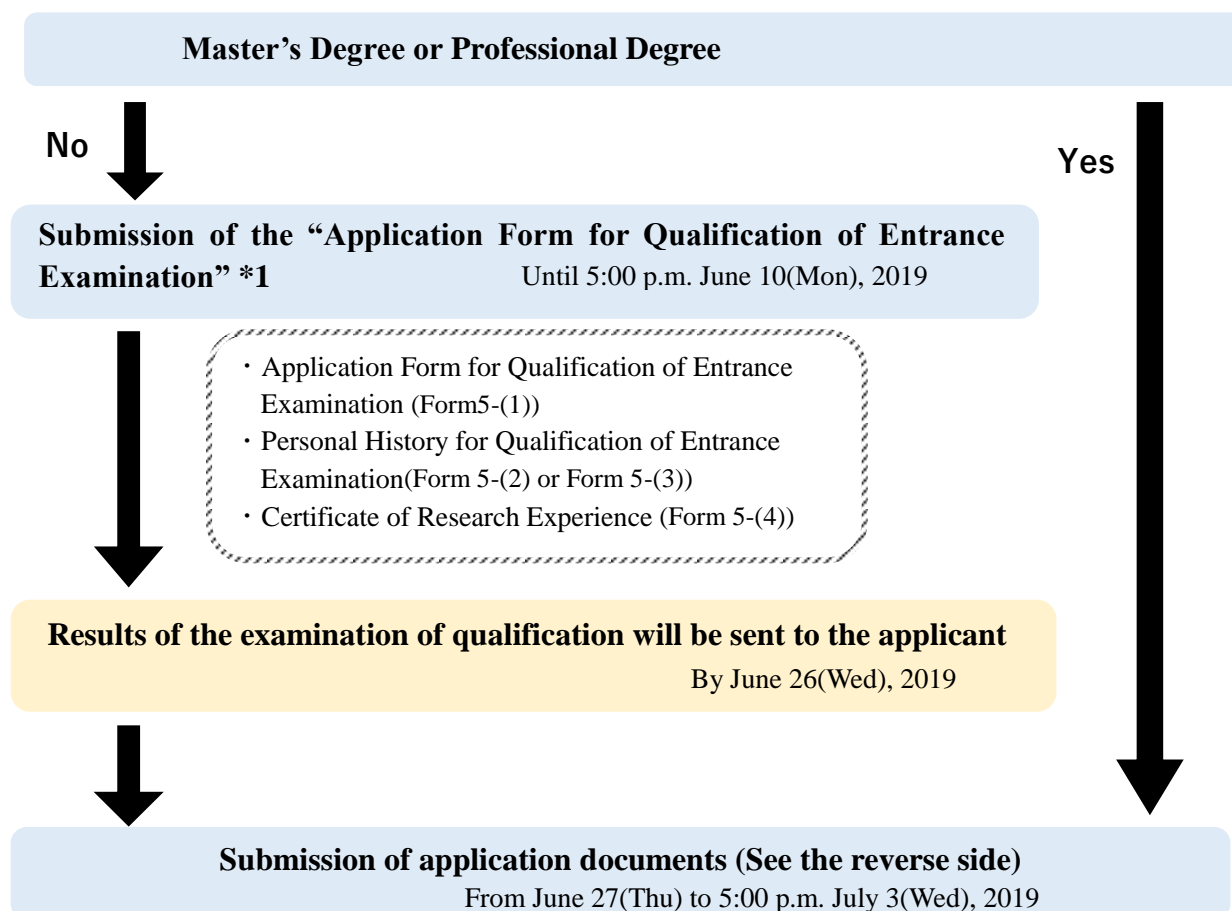 Master’s Degree or Professional Degree
No
Yes
Submission of the “Application Form for Qualification of Entrance
Examination” *1 Until 5:00 p.m. June 10(Mon), 2019
・Application Form for Qualification of Entrance
Examination (Form5-(1))
・Personal History for Qualification of Entrance
Examination(Form 5-(2) or Form 5-(3))
・Certificate of Research Experience (Form 5-(4))
Results of the examination of qualification will be sent to the applicant
By June 26(Wed), 2019
Submission of application documents (See the reverse side)
From June 27(Thu) to 5:00 p.m. July 3(Wed), 2019